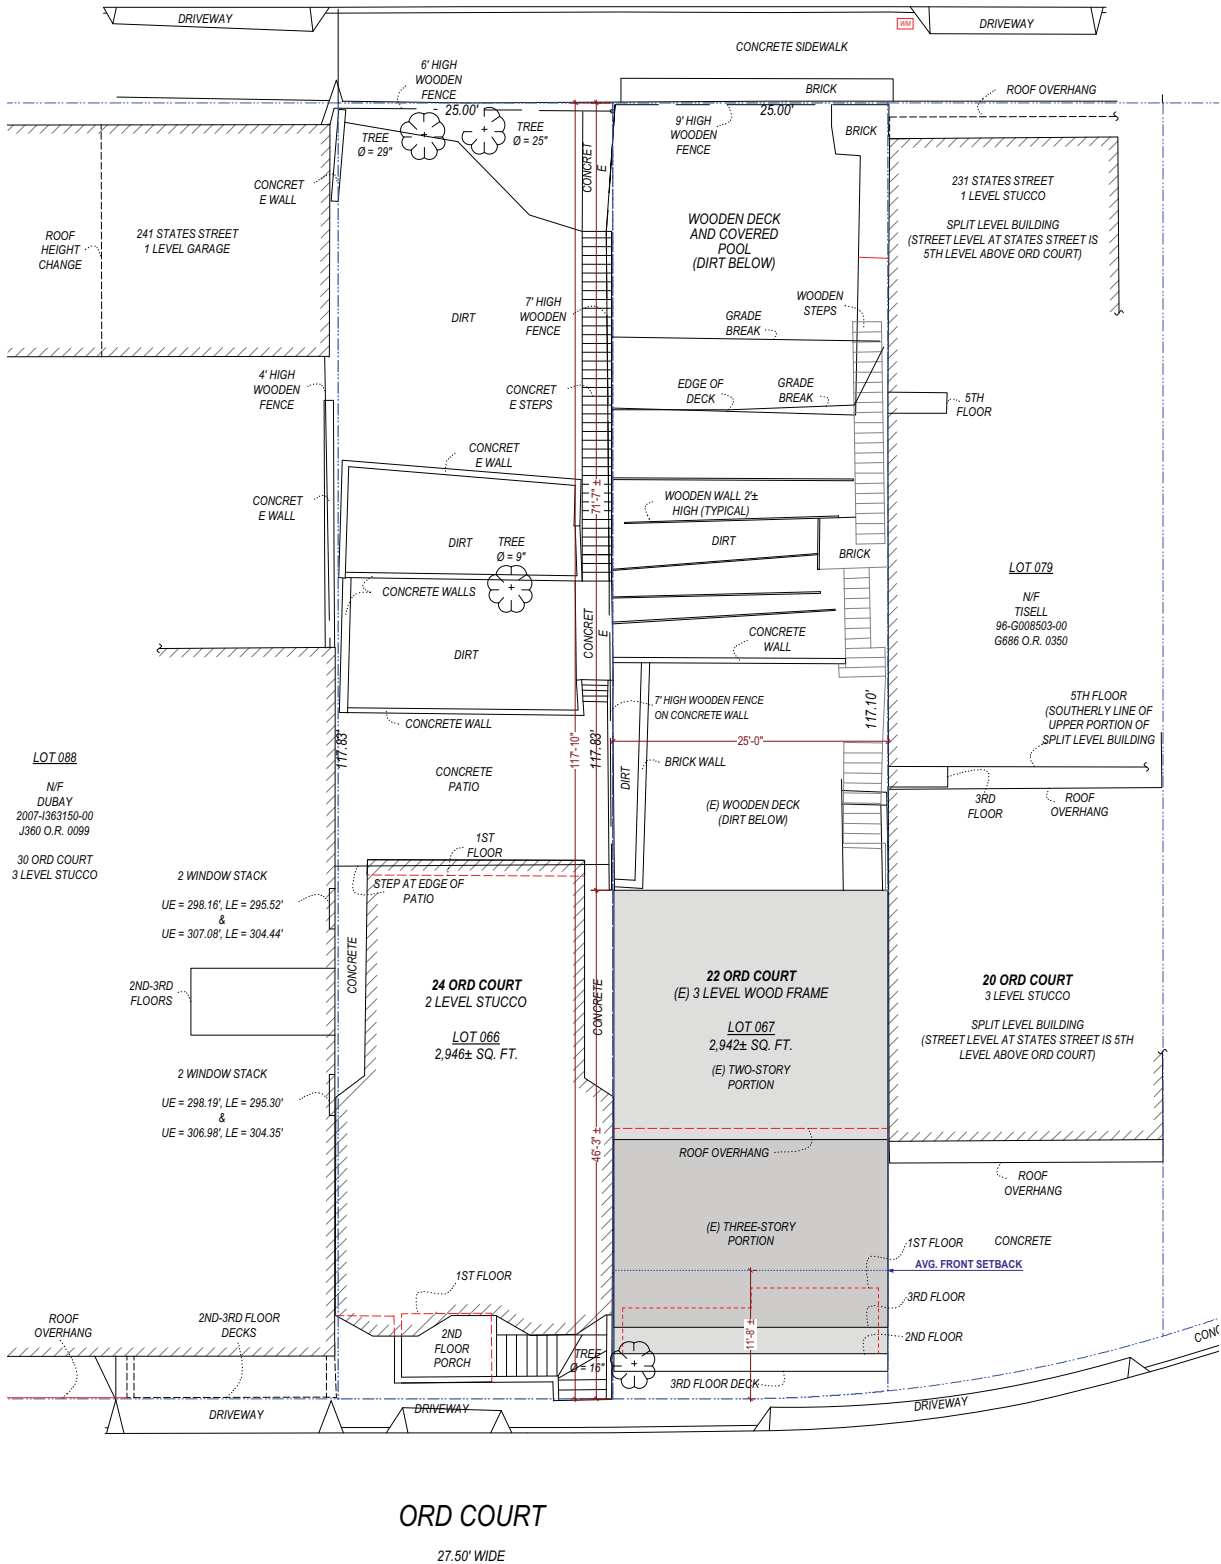 DRIVEWAY
WM
DRIVEWAY
CONCRETE SIDEWALK
6' HIGH
WOODEN
FENCE
BRICK
ROOF OVERHANG
25.00'
25.00'
TREE
Ø = 29"
TREE
Ø = 25"
9' HIGH
WOODEN
FENCE
BRICK
CONCRET
E
CONCRET
E WALL
231 STATES STREET
1 LEVEL STUCCO
SPLIT LEVEL BUILDING
(STREET LEVEL AT STATES STREET IS
5TH LEVEL ABOVE ORD COURT)
ROOF
HEIGHT
CHANGE
241 STATES STREET
1 LEVEL GARAGE
WOODEN DECK
AND COVERED
POOL
(DIRT BELOW)
7' HIGH
WOODEN
FENCE
DIRT
WOODEN
STEPS
GRADE
BREAK
4' HIGH
WOODEN
FENCE
CONCRET
E STEPS
EDGE OF
DECK
GRADE
BREAK
5TH
FLOOR
CONCRET
E WALL
CONCRET
E WALL
71'-7" ±
WOODEN WALL 2'±
HIGH (TYPICAL)
DIRT
TREE
Ø = 9"
DIRT
BRICK
LOT 079
N/F
TISELL
96-G008503-00
G686 O.R. 0350
CONCRETE WALLS
CONCRET
E
DIRT
CONCRETE
WALL
7' HIGH WOODEN FENCE
ON CONCRETE WALL
117.10'
5TH FLOOR
(SOUTHERLY LINE OF
UPPER PORTION OF
SPLIT LEVEL BUILDING
CONCRETE WALL
117.83'
117'-10"
117.83'
25'-0"
LOT 088
N/F
DUBAY
2007-I363150-00
J360 O.R. 0099
30 ORD COURT
3 LEVEL STUCCO
CONCRETE
PATIO
DIRT
BRICK WALL
(E) WOODEN DECK
(DIRT BELOW)
3RD
FLOOR
ROOF
OVERHANG
1ST
FLOOR
STEP AT EDGE OF
PATIO
2 WINDOW STACK
UE = 298.16', LE = 295.52'
&
UE = 307.08', LE = 304.44'
CONCRETE
2ND-3RD
FLOORS
24 ORD COURT
2 LEVEL STUCCO
LOT 066
2,946± SQ. FT.
CONCRETE
22 ORD COURT
(E) 3 LEVEL WOOD FRAME
LOT 067
2,942± SQ. FT.
(E) TWO-STORY
PORTION
20 ORD COURT
3 LEVEL STUCCO
SPLIT LEVEL BUILDING
(STREET LEVEL AT STATES STREET IS 5TH
LEVEL ABOVE ORD COURT)
2 WINDOW STACK
UE = 298.19', LE = 295.30'
&
UE = 306.98', LE = 304.35'
46'-3" ±
ROOF OVERHANG
ROOF
OVERHANG
(E) THREE-STORY
PORTION
1ST FLOOR
CONCRETE
AVG. FRONT SETBACK
1ST FLOOR
3RD FLOOR
ROOF
OVERHANG
2ND-3RD FLOOR
DECKS
2ND
FLOOR
PORCH
11'-8" ±
2ND FLOOR
TREE
Ø = 16"
3RD FLOOR DECK
CONC
DRIVEWAY
DRIVEWAY
DRIVEWAY
ORD COURT
27.50' WIDE